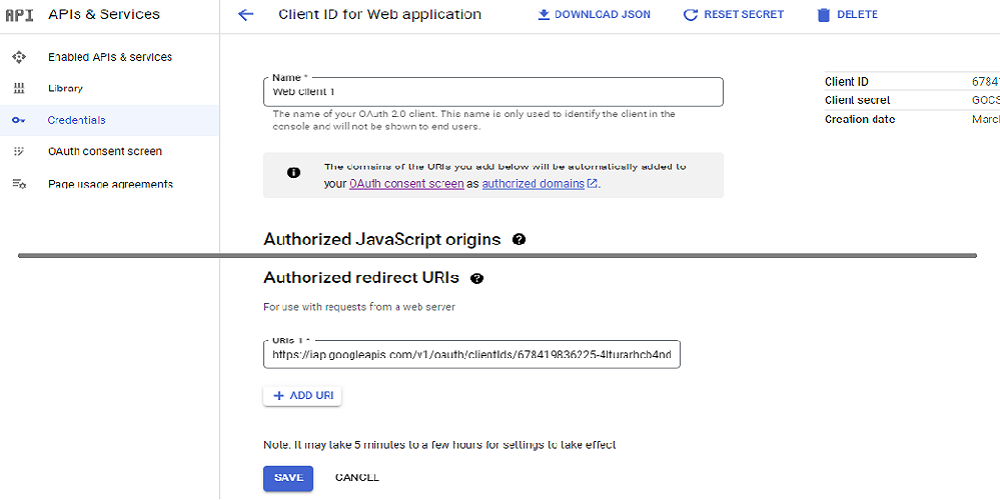 API APIs & Services
Client ID for Web application
DOWNLOAD JSON
RESET SECRET
DELETE
Enabled APIs & services
Library
Credentials
OAuth consent screen
Page usage agreements
Name *
Web client 1
The name of your OAuth 2.0 client. This name is only used to identify the client in the
console and will not be shown to end users.
The domains of the URIs you add below will be automatically added to
your OAuth consent screen as authorized domains.
Client ID 6784
Client secret GOCS
Creation date March
Authorized JavaScript origins
Authorized redirect URIs
For use with requests from a web server
URIs 1 *
https://iap.googleapis.com/v1/oauth/clientIds/678419836225-4lturarhcb4nd
+ ADD URI
Note: It may take 5 minutes to a few hours for settings to take effect
SAVE
CANCEL